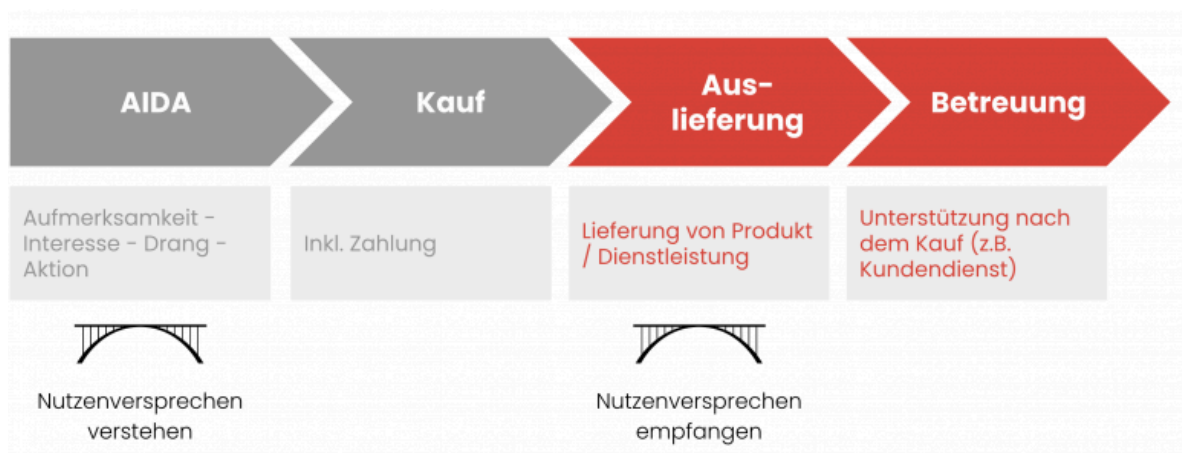 AIDA
Kauf
Aus-
lieferung
Betreuung
Aufmerksamkeit -
Interesse - Drang -
Aktion
Inkl. Zahlung
Lieferung von Produkt
/ Dienstleistung
Unterstützung nach
dem Kauf (z.B.
Kundendienst)
Nutzenversprechen
verstehen
Nutzenversprechen
empfangen